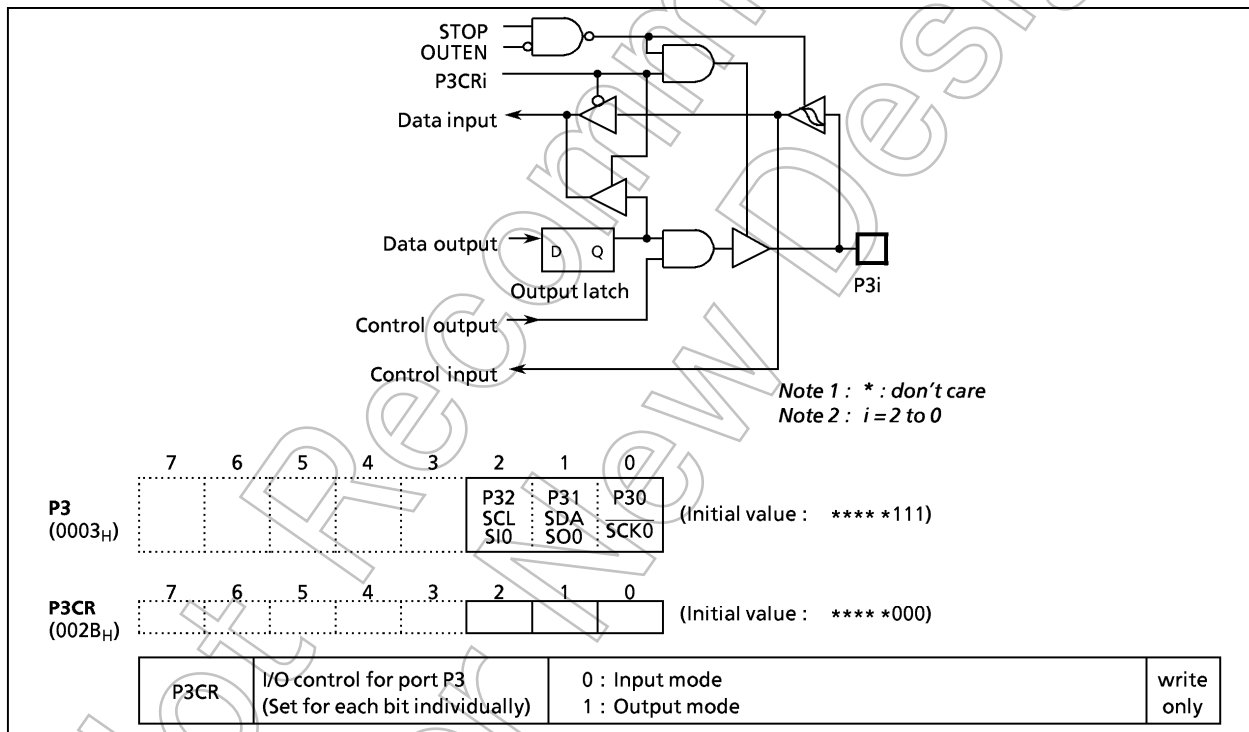 STOP
OUTEN
P3CRi
Data input
Data output
D Q
Output latch
P3i
Control output
Control input
Note 1 : * : don't care
Note 2 : i = 2 to 0
7 6 5 4 3 2 1 0
P3
(0003H)
P32 P31 P30
SCL SDA SCK0
SI0 SO0
(Initial value : **** *111)
7 6 5 4 3 2 1 0
P3CR
(002BH)
(Initial value : **** *000)
P3CR
I/O control for port P3
(Set for each bit individually)
0 : Input mode
1 : Output mode
write
only